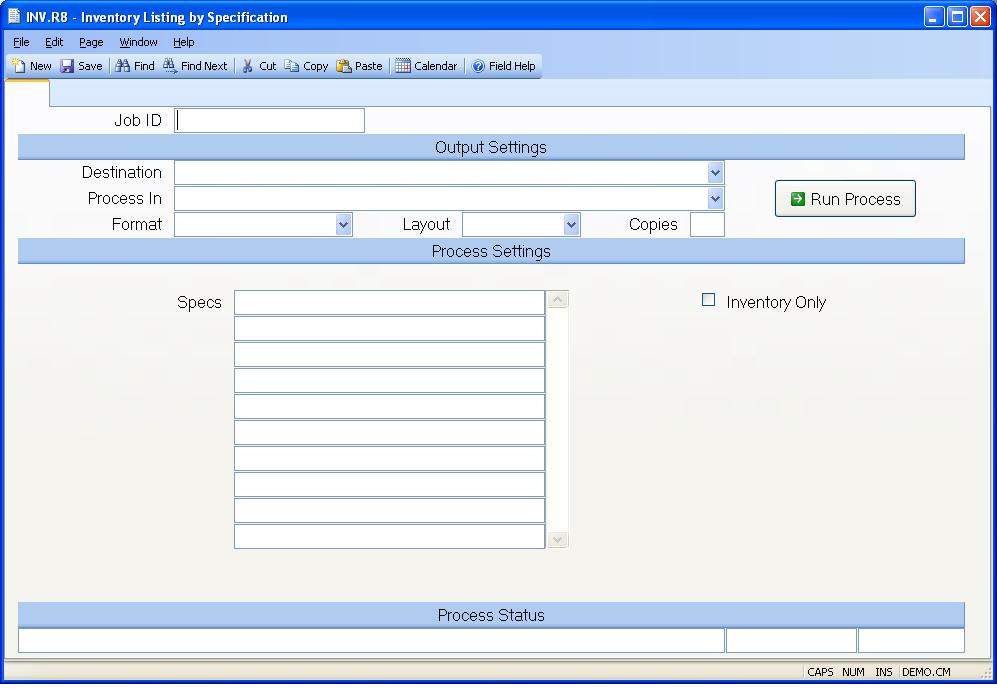 INV.R8 - Inventory Listing by Specification
File Edit Page Window Help
New Save Find Find Next Cut Copy Paste Calendar Field Help
Job ID
Output Settings
Destination
Process In
Run Process
Format Layout Copies
Process Settings
Specs Inventory Only
Process Status
CAPS NUM INS DEMO.CM